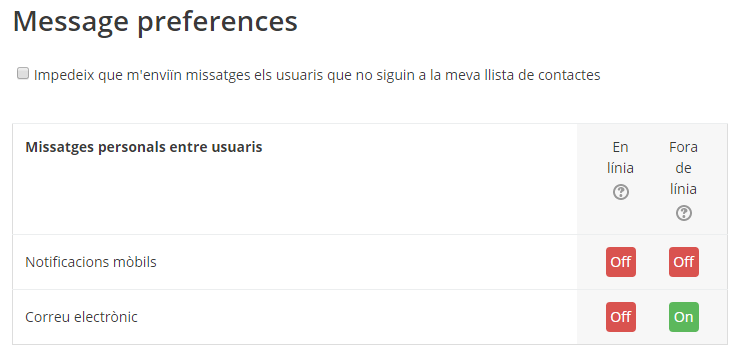 Message preferences
Impedeix que m'enviïn missatges els usuaris que no siguin a la meva llista de contactes
Missatges personals entre usuaris
En
línia
?
Fora
de
línia
?
Notificacions mòbils
Off
Off
Correu electrònic
Off
On